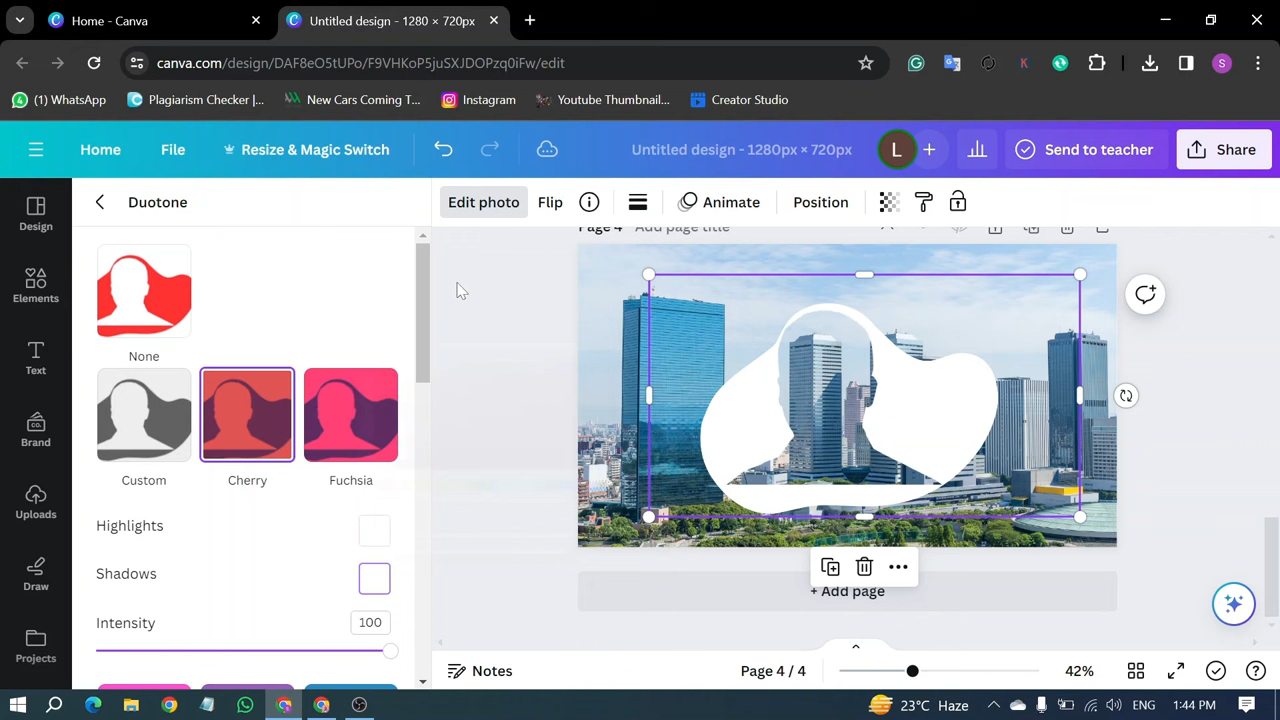 Home - Canva
Untitled design - 1280 × 720px
canva.com/design/DAF8eO5tUPo/F9VHKoP5juSXJDOPzq0iw/edit
(1) WhatsApp
Plagiarism Checker |...
New Cars Coming T...
Instagram
Youtube Thumbnail...
Creator Studio
Home
File
Resize & Magic Switch
Untitled design - 1280px × 720px
L
Send to teacher
Share
Duotone
Edit photo
Flip
Animate
Position
Design
Elements
Text
Brand
Uploads
Draw
Projects
None
Custom
Cherry
Fuchsia
Highlights
Shadows
Intensity
100
Page 4
Add page title
+ Add page
Notes
Page 4 / 4
42%
23°C Haze
ENG
1:44 PM